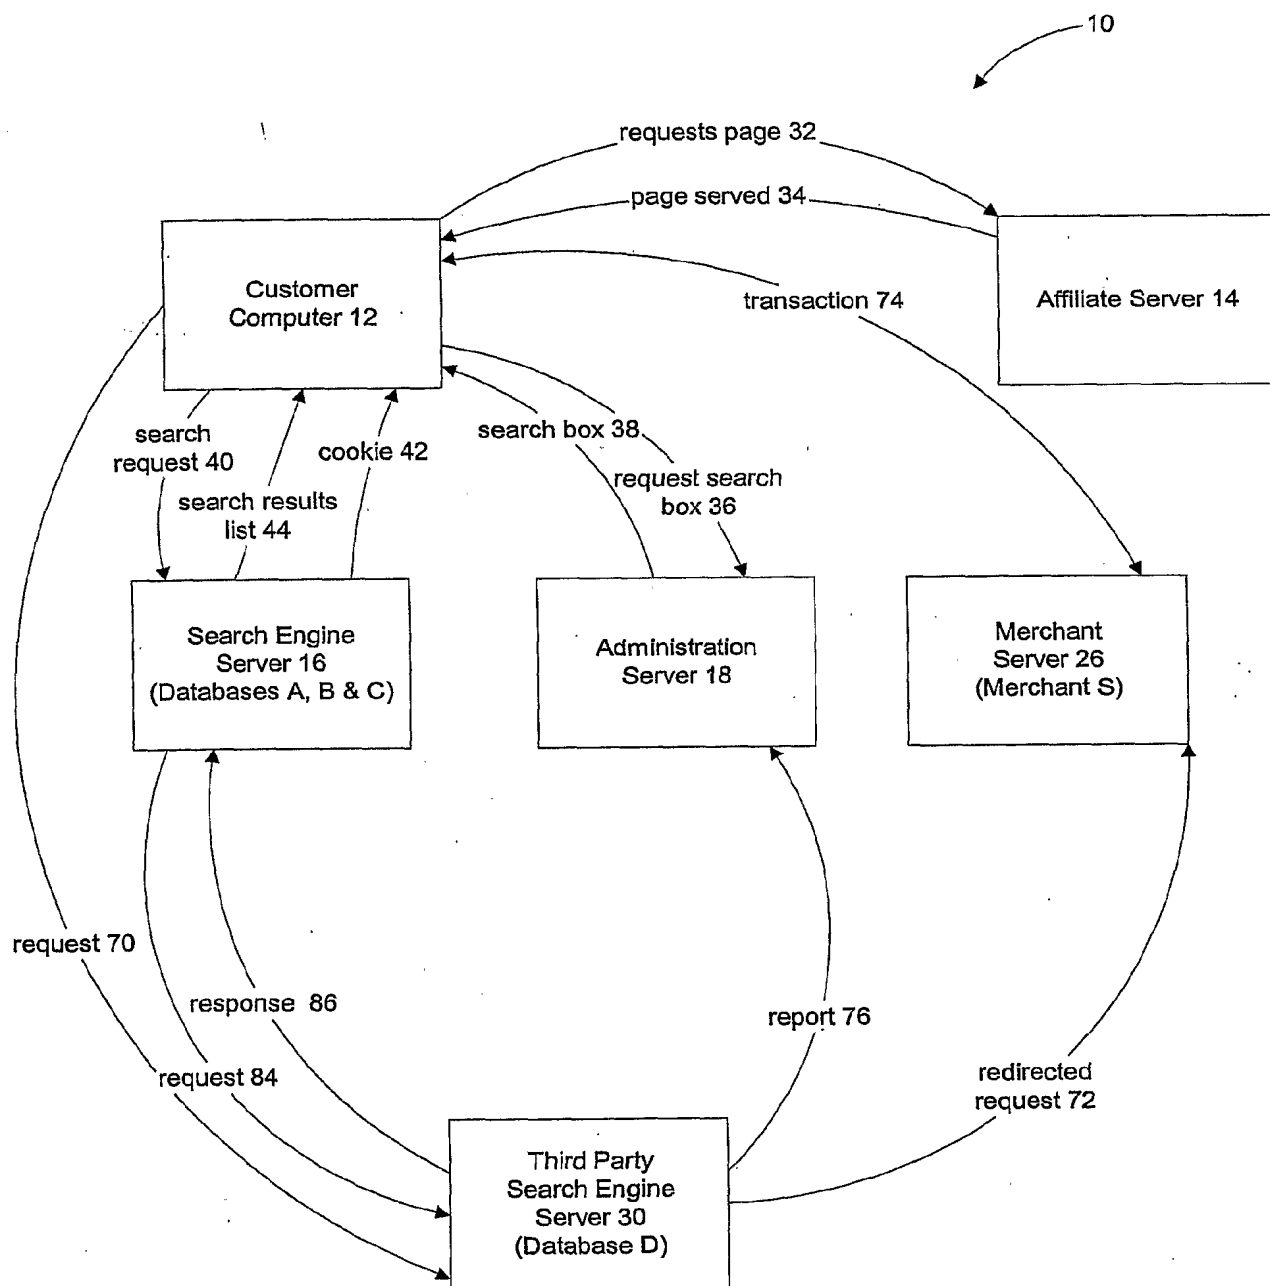 10
requests page 32
page served 34
Customer
Computer 12
transaction 74
Affiliate Server 14
search
request 40
cookie 42
search box 38
search results
list 44
request search
box 36
Search Engine
Server 16
(Databases A, B & C)
Administration
Server 18
Merchant
Server 26
(Merchant S)
request 70
response 86
report 76
request 84
redirected
request 72
Third Party
Search Engine
Server 30
(Database D)